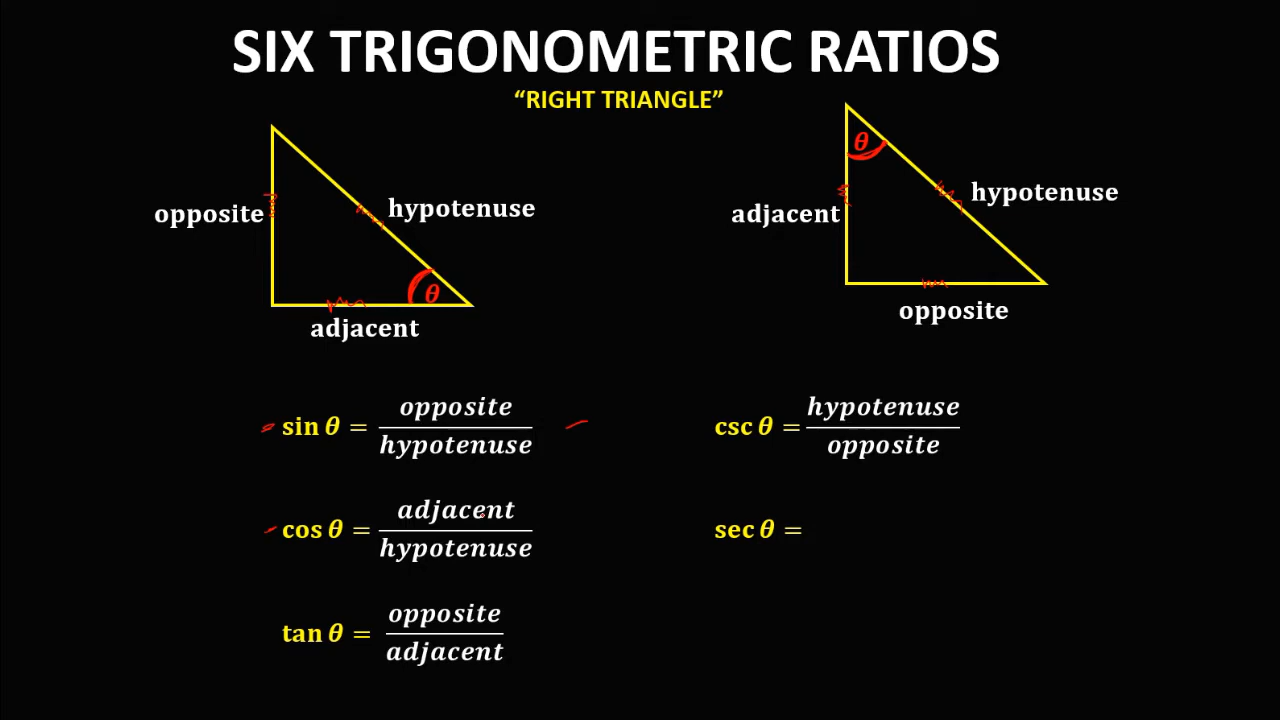 SIX TRIGONOMETRIC RATIOS
“RIGHT TRIANGLE”
opposite
hypotenuse
θ
adjacent
θ
hypotenuse
adjacent
opposite
sin θ = opposite / hypotenuse
csc θ = hypotenuse / opposite
cos θ = adjacent / hypotenuse
sec θ =
tan θ = opposite / adjacent